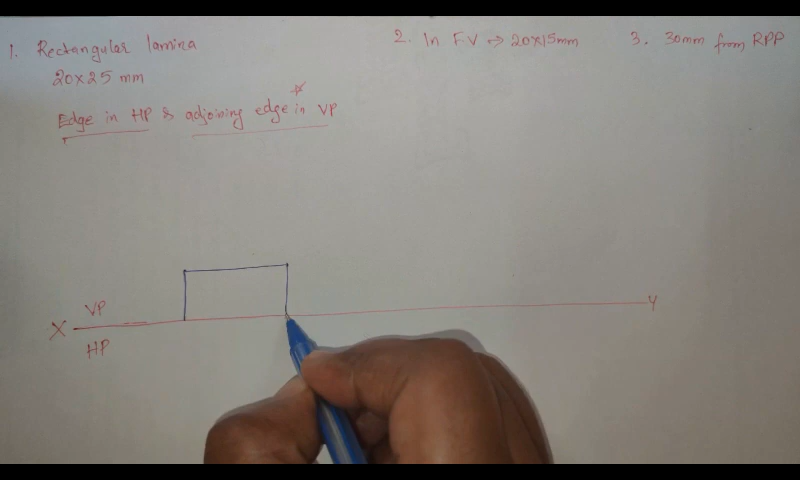 1. Rectangular lamina
20x25 mm
Edge in HP & adjoining edge in VP
2. In F.V → 20x15mm
3. 30mm from RPP
VP
X
Y
HP